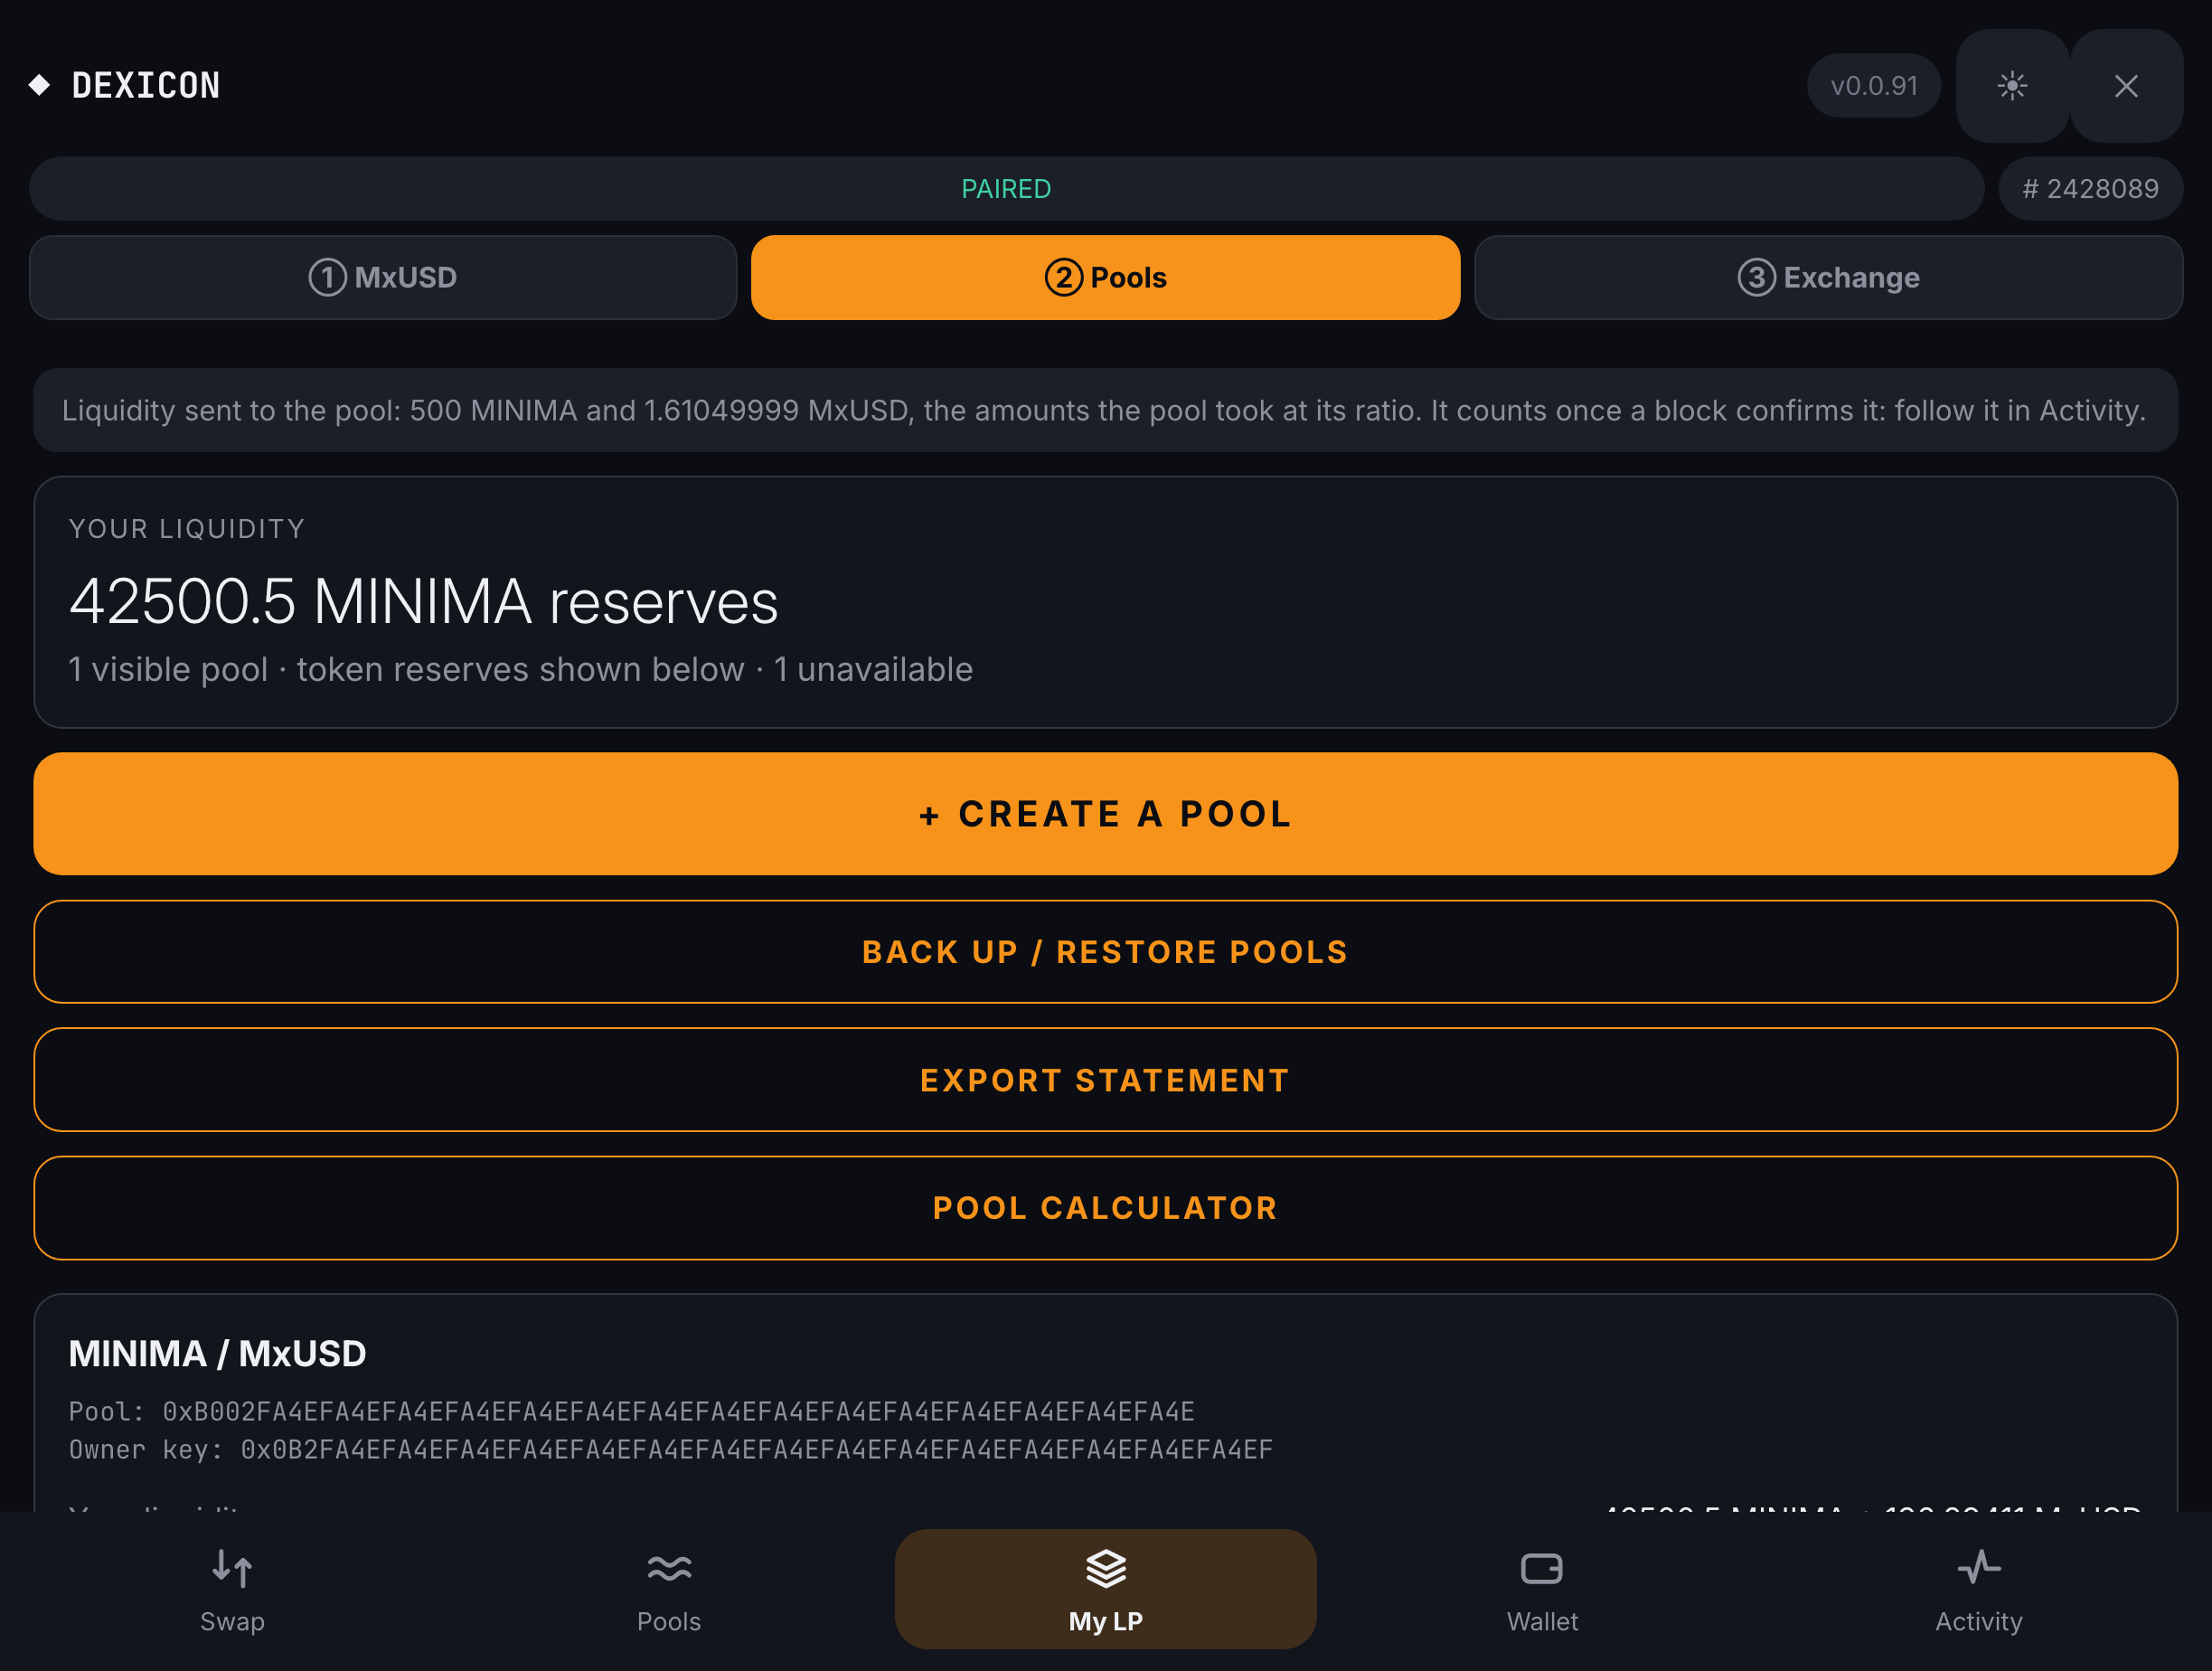 DEXICON
v0.0.91
PAIRED
# 2428089
1 MxUSD
2 Pools
3 Exchange
Liquidity sent to the pool: 500 MINIMA and 1.61049999 MxUSD, the amounts the pool took at its ratio. It counts once a block confirms it: follow it in Activity.
YOUR LIQUIDITY
42500.5 MINIMA reserves
1 visible pool · token reserves shown below · 1 unavailable
+ CREATE A POOL
BACK UP / RESTORE POOLS
EXPORT STATEMENT
POOL CALCULATOR
MINIMA / MxUSD
Pool: 0xB002FA4EFA4EFA4EFA4EFA4EFA4EFA4EFA4EFA4EFA4EFA4EFA4EFA4EFA4EFA4EFA4E
Owner key: 0x0B2FA4EFA4EFA4EFA4EFA4EFA4EFA4EFA4EFA4EFA4EFA4EFA4EFA4EFA4EFA4EFA4EF
Swap
Pools
My LP
Wallet
Activity